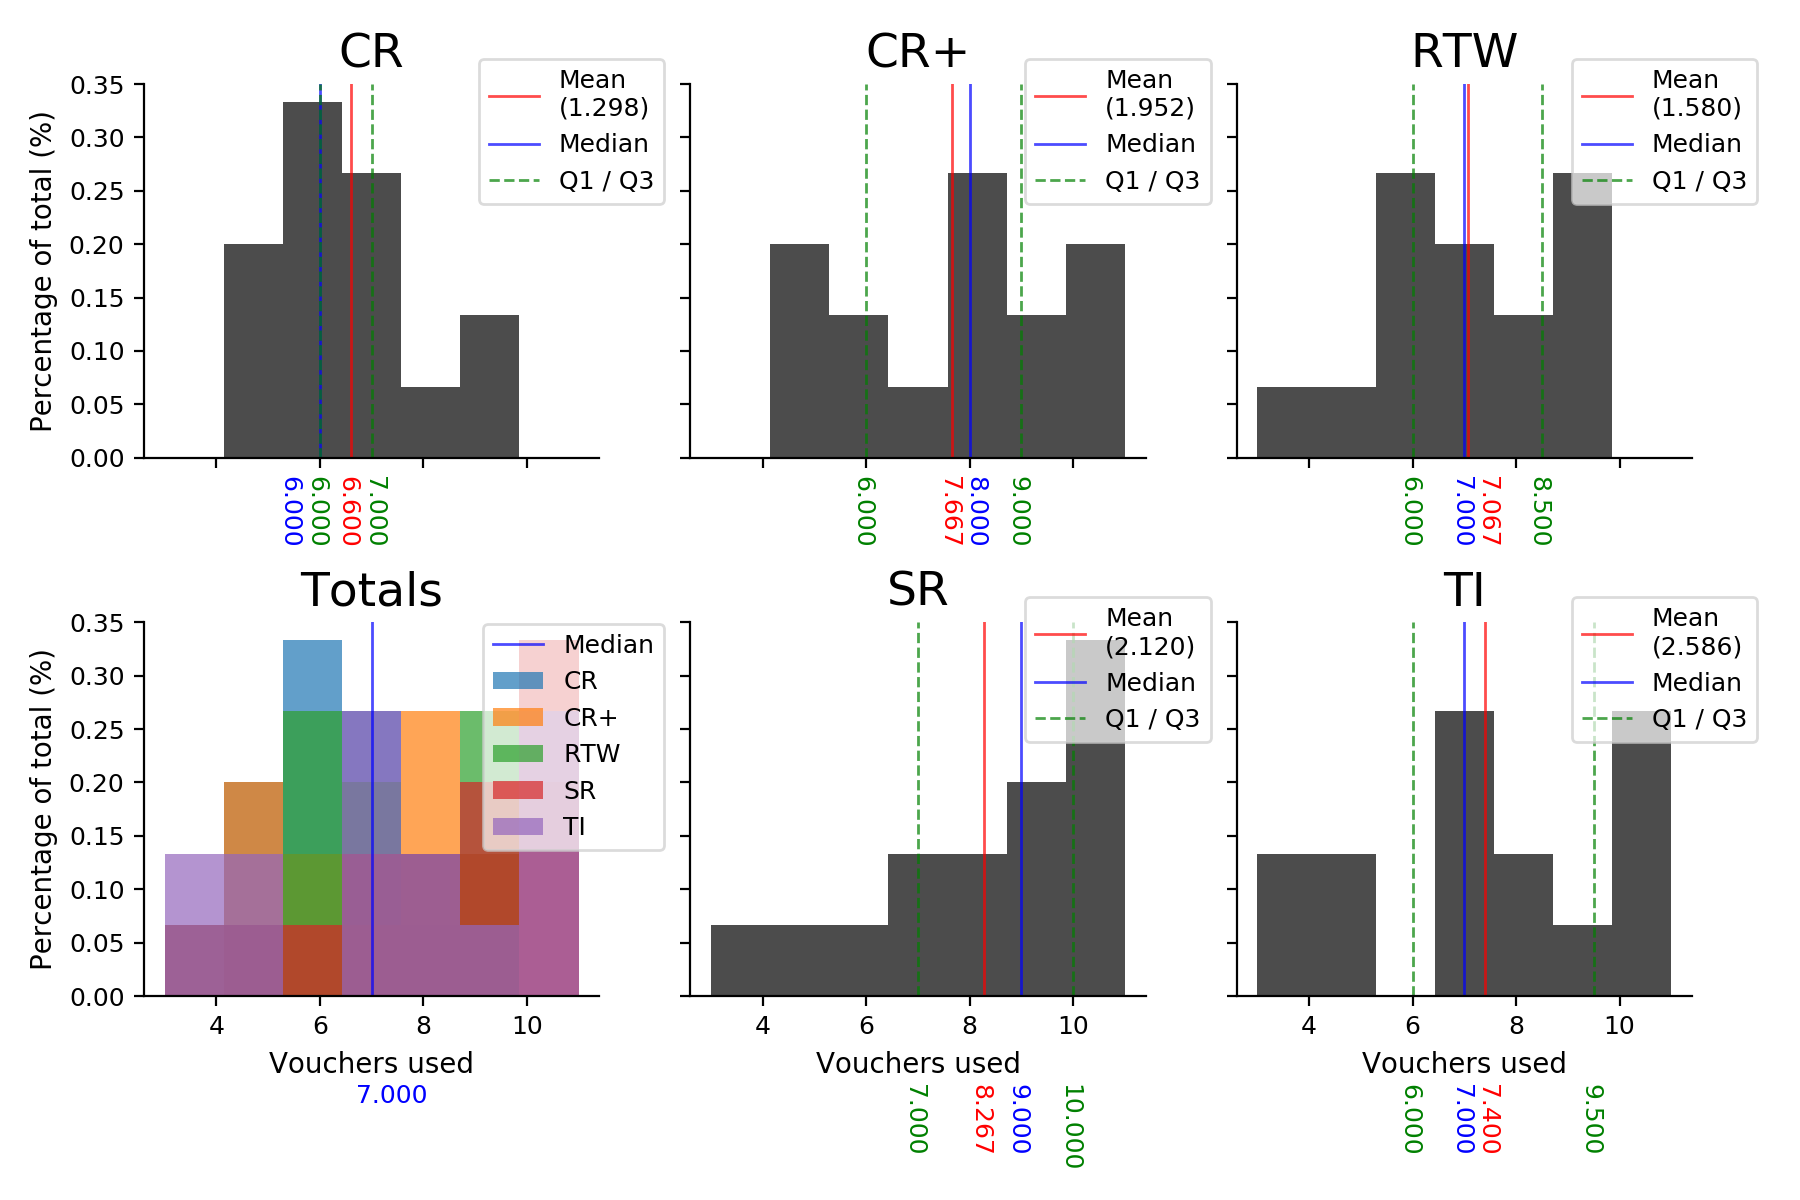 CR
CR+
RTW
Percentage of total (%)
0.35
0.30
0.25
0.20
0.15
0.10
0.05
0.00
Mean
(1.298)
Median
Q1 / Q3
6.000
6.000
6.600
7.000
Mean
(1.952)
Median
Q1 / Q3
6.000
7.667
8.000
9.000
Mean
(1.580)
Median
Q1 / Q3
6.000
7.000
7.067
8.500
Totals
SR
TI
Percentage of total (%)
0.35
0.30
0.25
0.20
0.15
0.10
0.05
0.00
Median
CR
CR+
RTW
SR
TI
4 6 8 10
Vouchers used
7.000
Mean
(2.120)
Median
Q1 / Q3
4 6 8 10
Vouchers used
7.000
8.267
9.000
10.000
Mean
(2.586)
Median
Q1 / Q3
4 6 8 10
Vouchers used
6.000
7.000
7.400
9.500